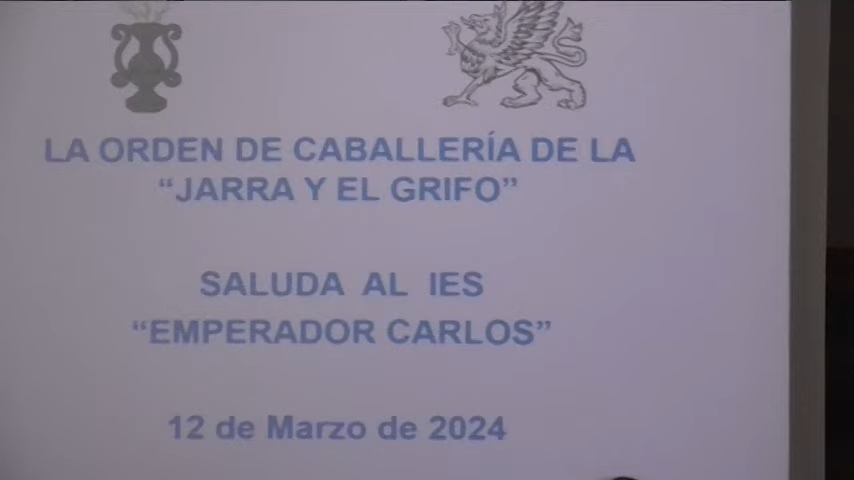 LA ORDEN DE CABALLERÍA DE LA
“JARRA Y EL GRIFO”
SALUDA AL IES
“EMPERADOR CARLOS”
12 de Marzo de 2024